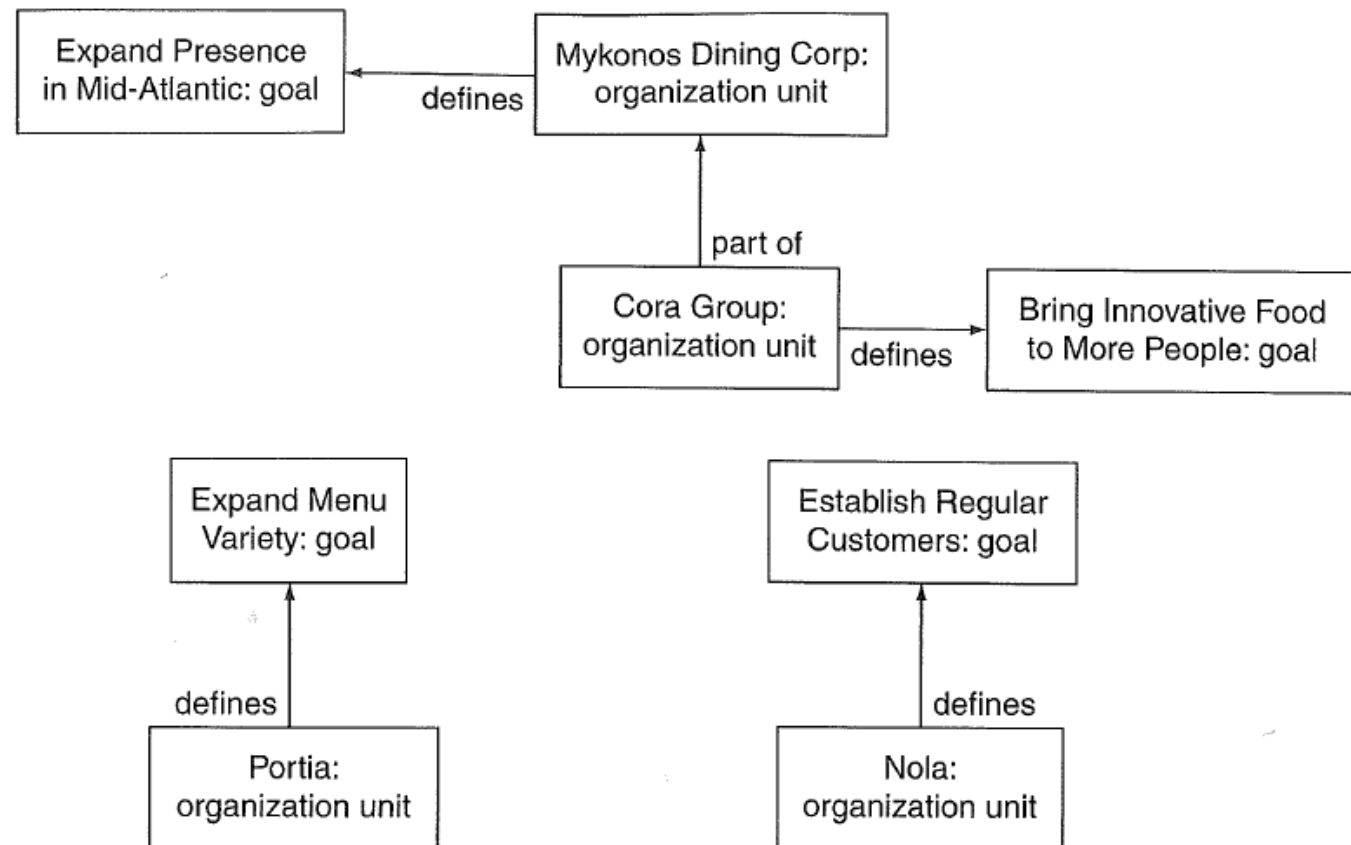 Expand Presence
in Mid-Atlantic: goal
defines
Mykonos Dining Corp:
organization unit
part of
Cora Group:
organization unit
defines
Bring Innovative Food
to More People: goal
Expand Menu
Variety: goal
defines
Portia:
organization unit
Establish Regular
Customers: goal
defines
Nola:
organization unit